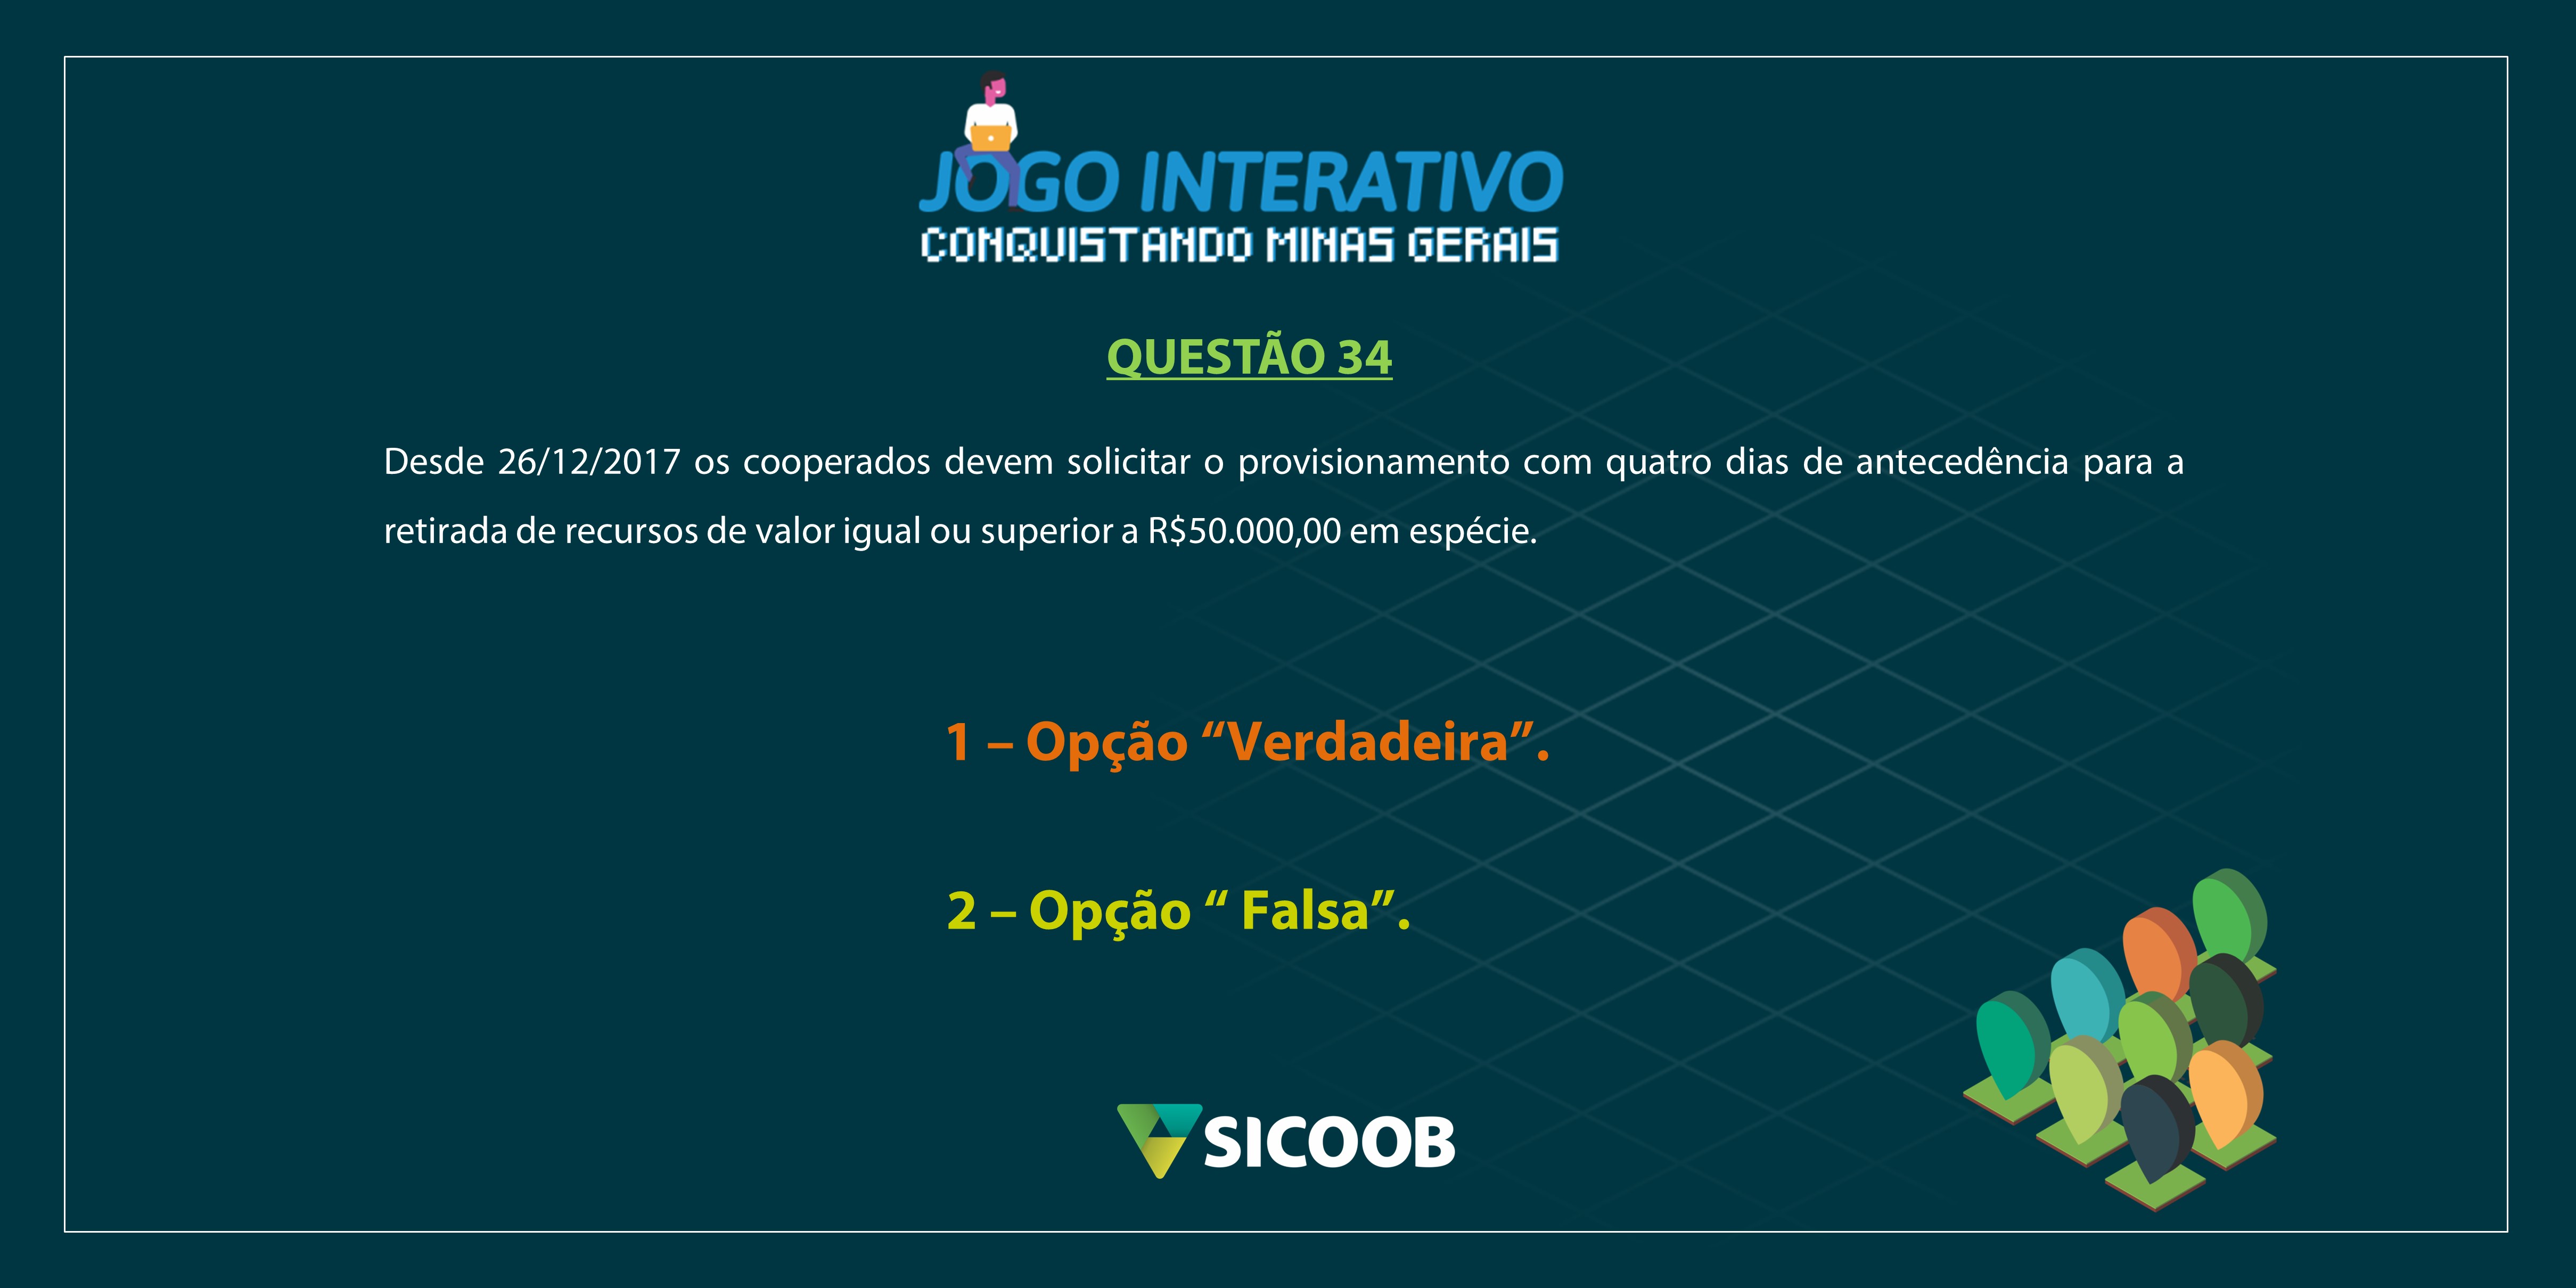 JOGO INTERATIVO
CONQUISTANDO MINAS GERAIS
QUESTÃO 34
Desde 26/12/2017 os cooperados devem solicitar o provisionamento com quatro dias de antecedência para a
retirada de recursos de valor igual ou superior a R$50.000,00 em espécie.
1 – Opção “Verdadeira”.
2 – Opção “ Falsa”.
SICOOB